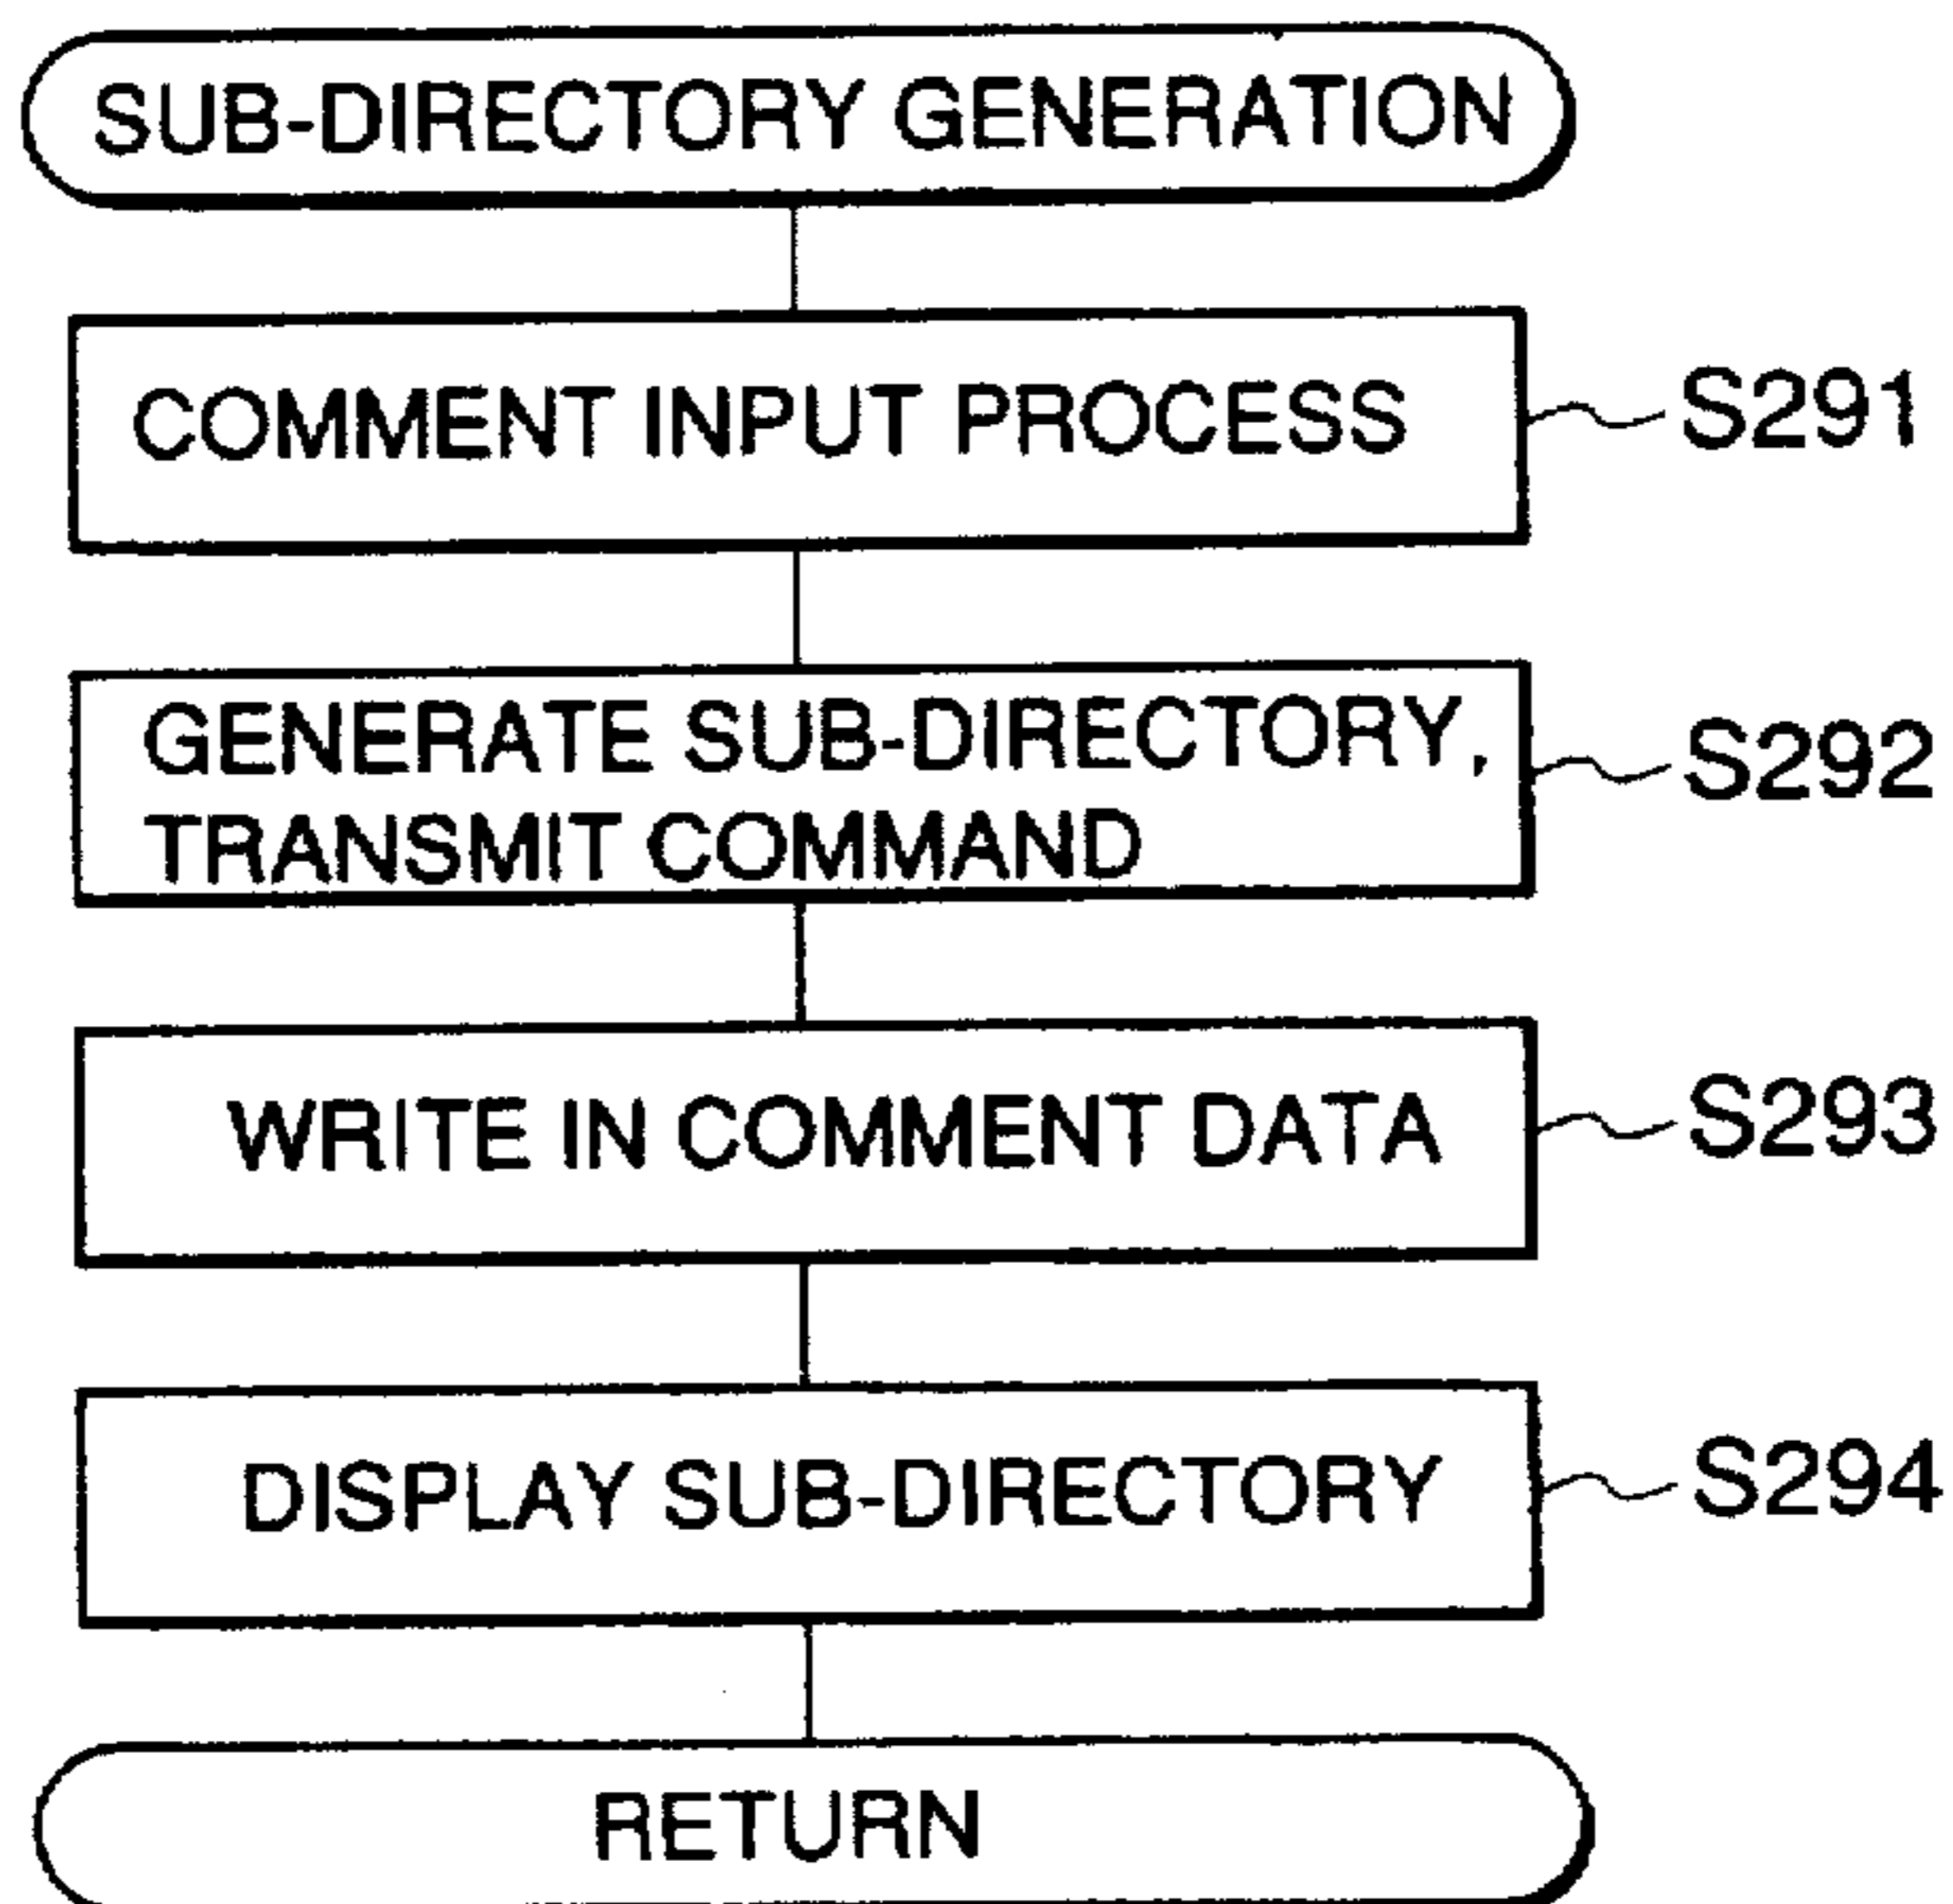 SUB-DIRECTORY GENERATION
COMMENT INPUT PROCESS
S291
GENERATE SUB-DIRECTORY,
TRANSMIT COMMAND
S292
WRITE IN COMMENT DATA
S293
DISPLAY SUB-DIRECTORY
S294
RETURN